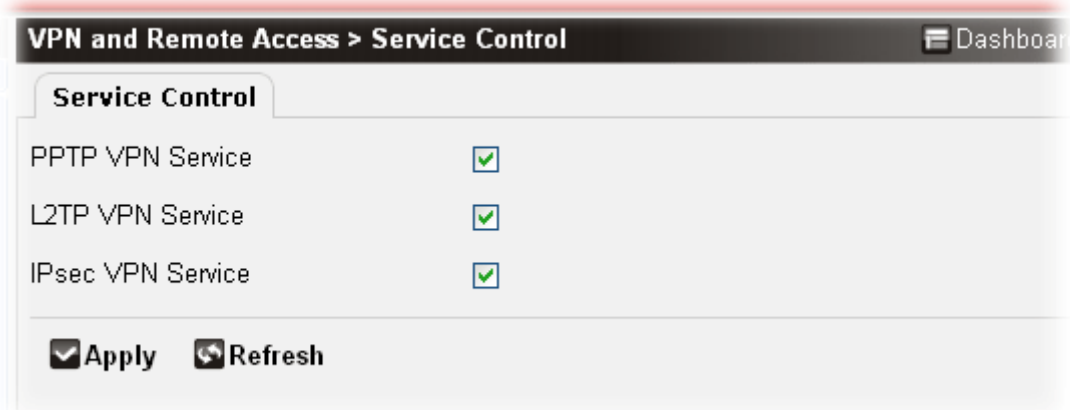 VPN and Remote Access > Service Control
Service Control
PPTP VPN Service
L2TP VPN Service
IPsec VPN Service
Apply Refresh